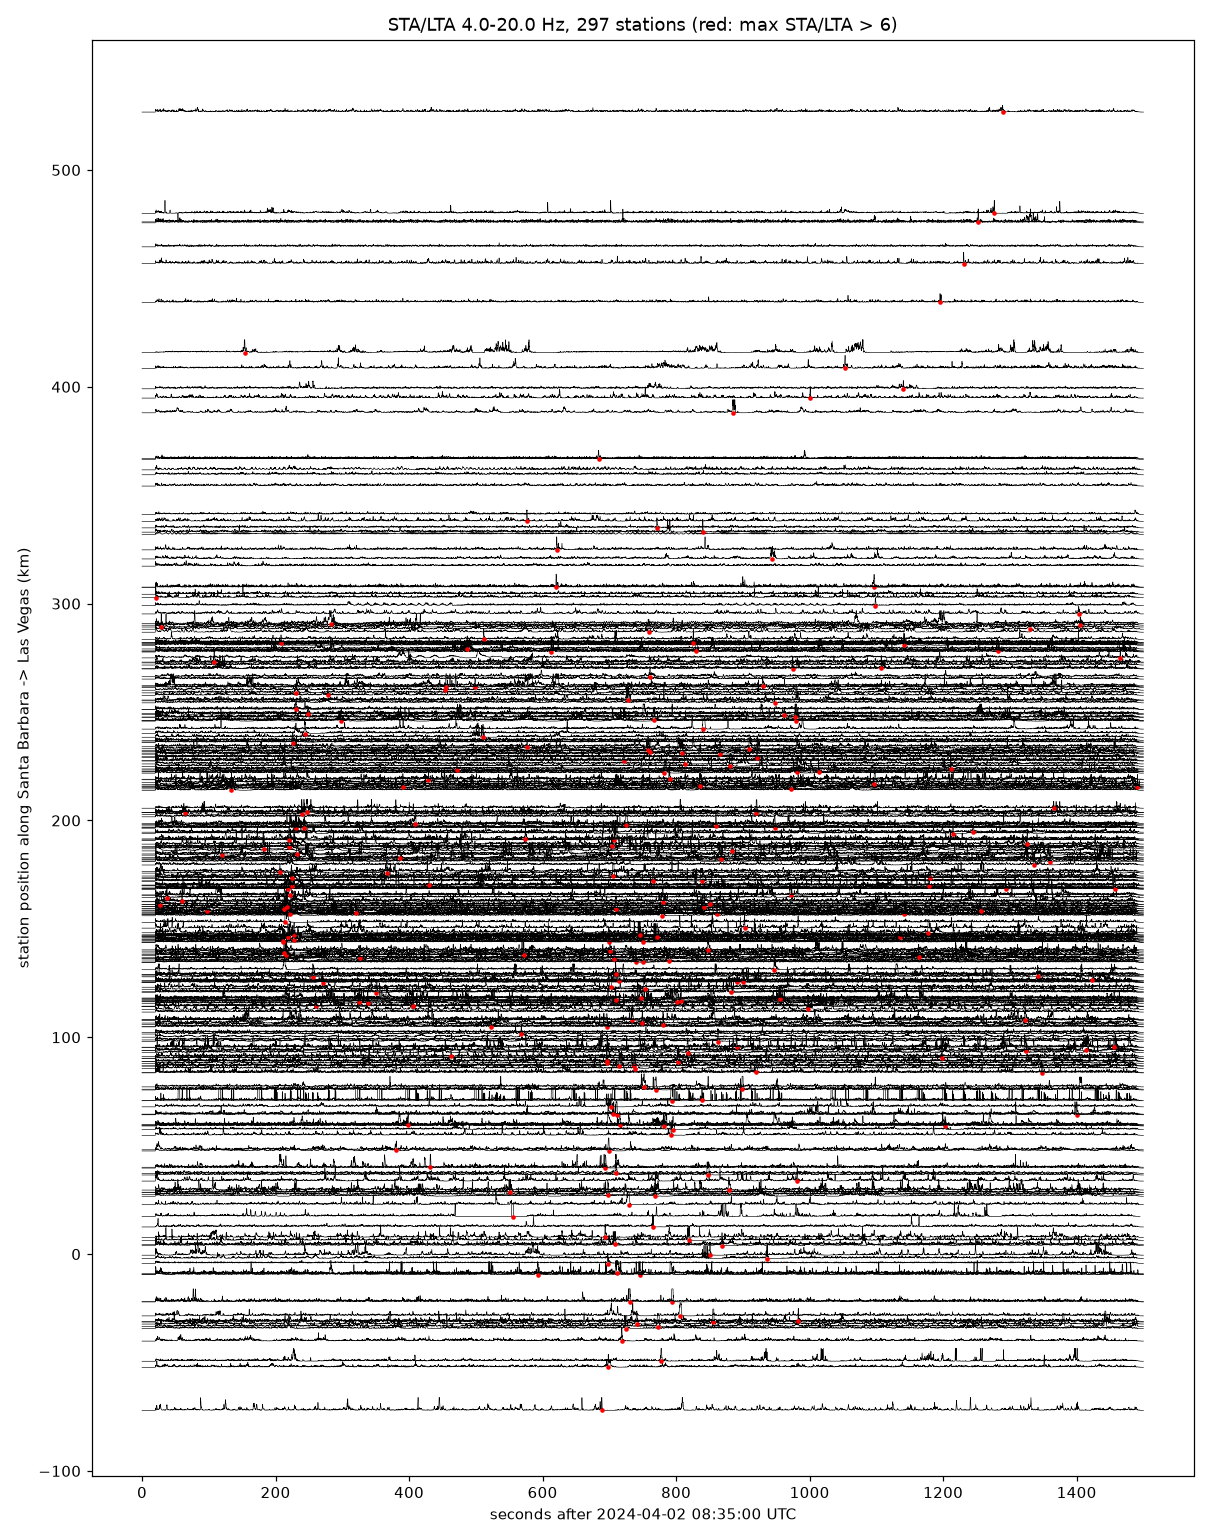 STA/LTA 4.0-20.0 Hz, 297 stations (red: max STA/LTA > 6)
station position along Santa Barbara -> Las Vegas (km)
500
400
300
200
100
0
−100
0 200 400 600 800 1000 1200 1400
seconds after 2024-04-02 08:35:00 UTC